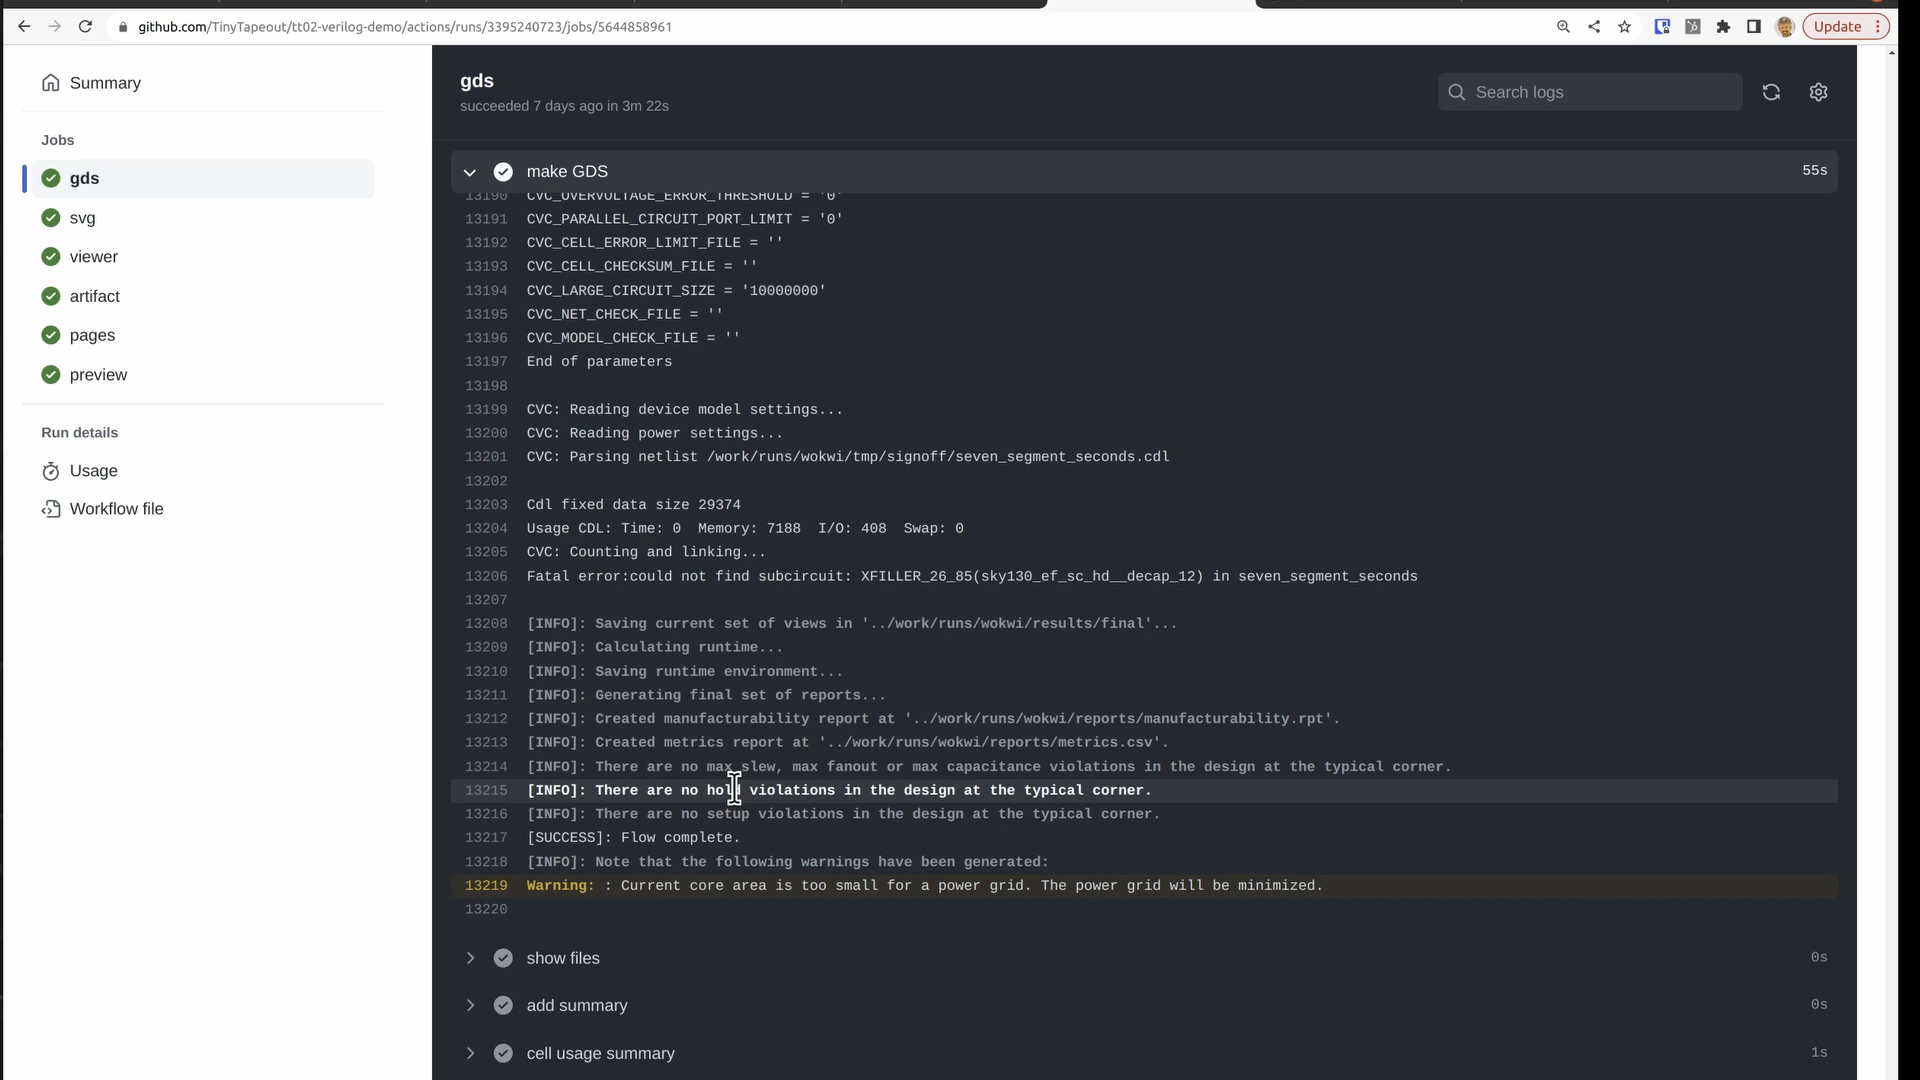 github.com/TinyTapeout/tt02-verilog-demo/actions/runs/3395240723/jobs/5644858961
Update
Summary
Jobs
gds
svg
viewer
artifact
pages
preview
Run details
Usage
Workflow file
gds
succeeded 7 days ago in 3m 22s
Search logs
make GDS 55s
13190 CVC_OVERVOLTAGE_ERROR_THRESHOLD = '0'
13191 CVC_PARALLEL_CIRCUIT_PORT_LIMIT = '0'
13192 CVC_CELL_ERROR_LIMIT_FILE = ''
13193 CVC_CELL_CHECKSUM_FILE = ''
13194 CVC_LARGE_CIRCUIT_SIZE = '10000000'
13195 CVC_NET_CHECK_FILE = ''
13196 CVC_MODEL_CHECK_FILE = ''
13197 End of parameters
13198
13199 CVC: Reading device model settings...
13200 CVC: Reading power settings...
13201 CVC: Parsing netlist /work/runs/wokwi/tmp/signoff/seven_segment_seconds.cdl
13202
13203 Cdl fixed data size 29374
13204 Usage CDL: Time: 0  Memory: 7188  I/O: 408  Swap: 0
13205 CVC: Counting and linking...
13206 Fatal error:could not find subcircuit: XFILLER_26_85(sky130_ef_sc_hd__decap_12) in seven_segment_seconds
13207
13208 [INFO]: Saving current set of views in '../work/runs/wokwi/results/final'...
13209 [INFO]: Calculating runtime...
13210 [INFO]: Saving runtime environment...
13211 [INFO]: Generating final set of reports...
13212 [INFO]: Created manufacturability report at '../work/runs/wokwi/reports/manufacturability.rpt'.
13213 [INFO]: Created metrics report at '../work/runs/wokwi/reports/metrics.csv'.
13214 [INFO]: There are no max slew, max fanout or max capacitance violations in the design at the typical corner.
13215 [INFO]: There are no hold violations in the design at the typical corner.
13216 [INFO]: There are no setup violations in the design at the typical corner.
13217 [SUCCESS]: Flow complete.
13218 [INFO]: Note that the following warnings have been generated:
13219 Warning: : Current core area is too small for a power grid. The power grid will be minimized.
13220
show files 0s
add summary 0s
cell usage summary 1s